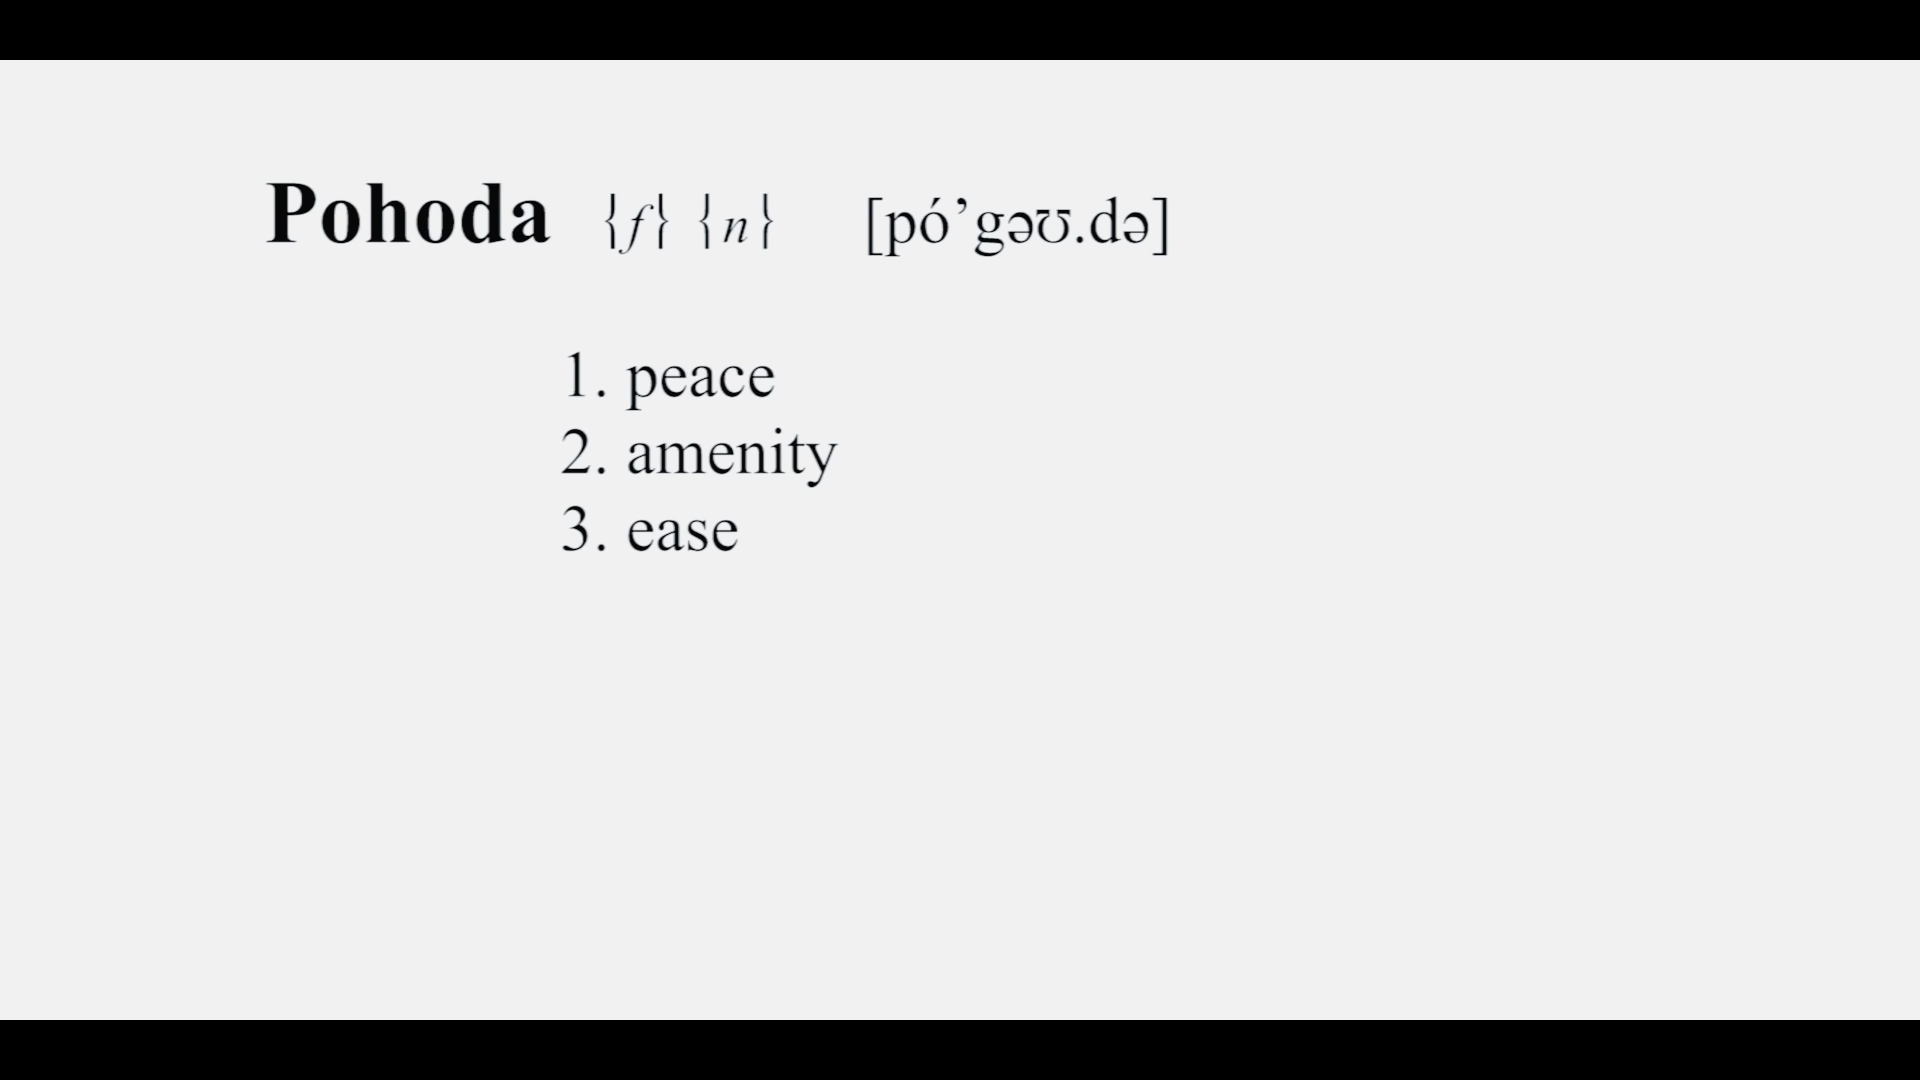 Pohoda {f} {n} [pó’gəʊ.də]
1. peace
2. amenity
3. ease